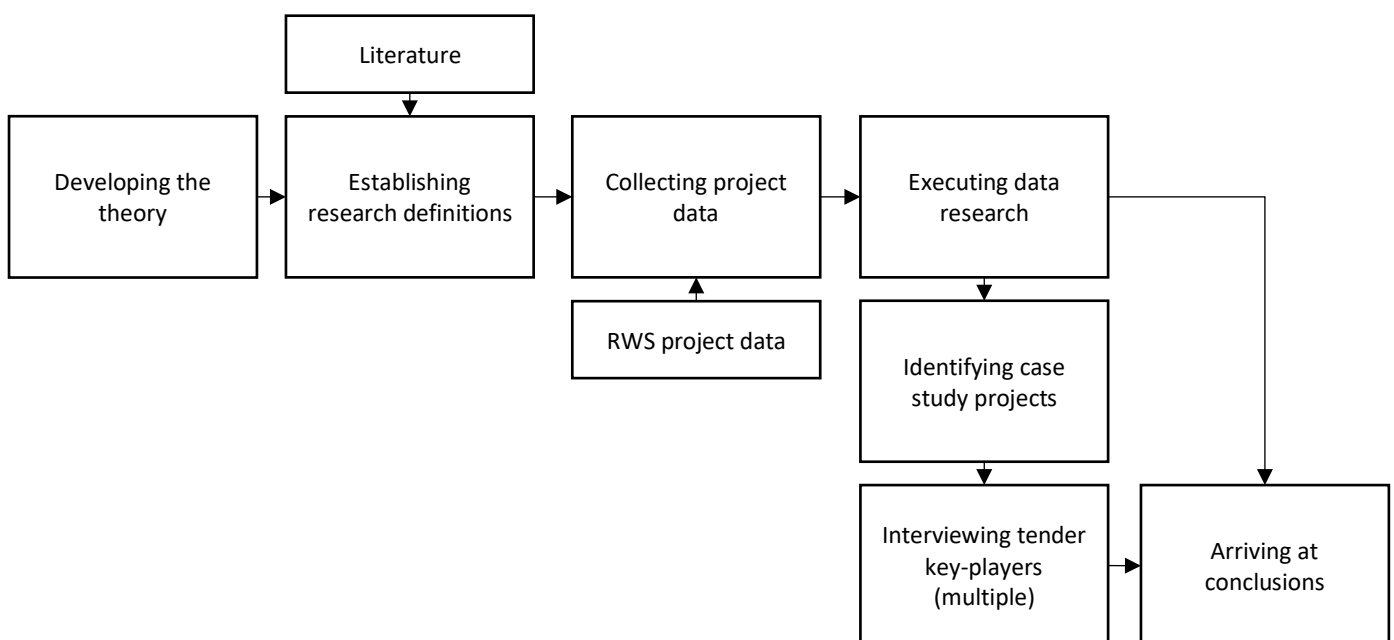 Literature
Developing the
theory
Establishing
research definitions
Collecting project
data
Executing data
research
RWS project data
Identifying case
study projects
Interviewing tender
key-players
(multiple)
Arriving at
conclusions